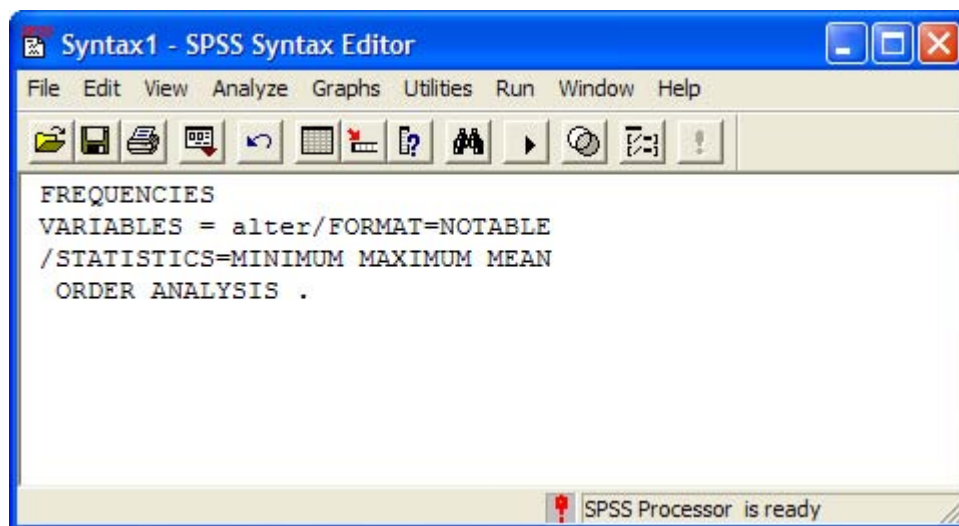 Syntax1 - SPSS Syntax Editor
File Edit View Analyze Graphs Utilities Run Window Help
FREQUENCIES
VARIABLES = alter/FORMAT=NOTABLE
/STATISTICS=MINIMUM MAXIMUM MEAN
ORDER ANALYSIS .
SPSS Processor is ready